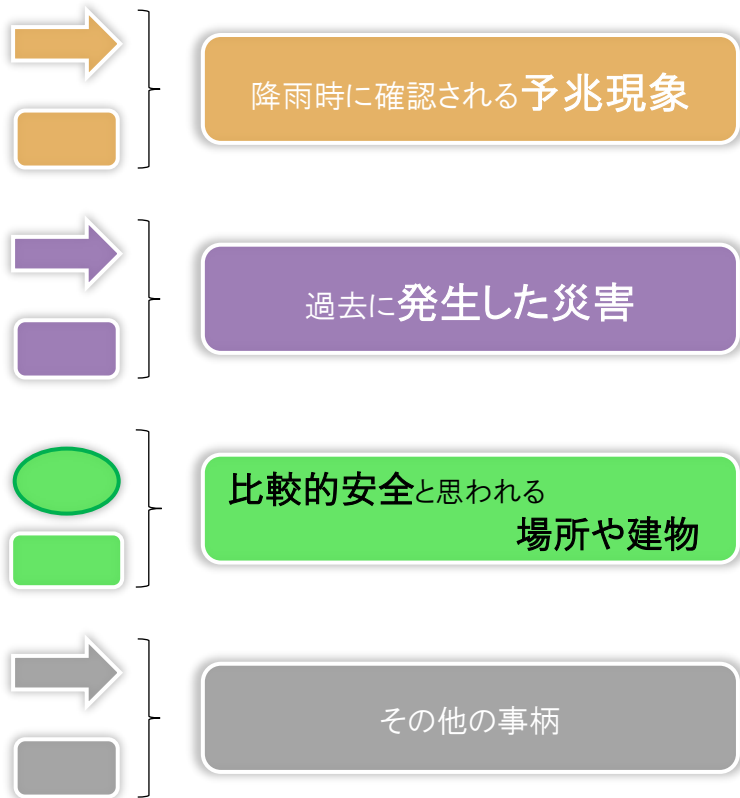 降雨時に確認される予兆現象
過去に発生した災害
比較的安全と思われる
場所や建物
その他の事柄